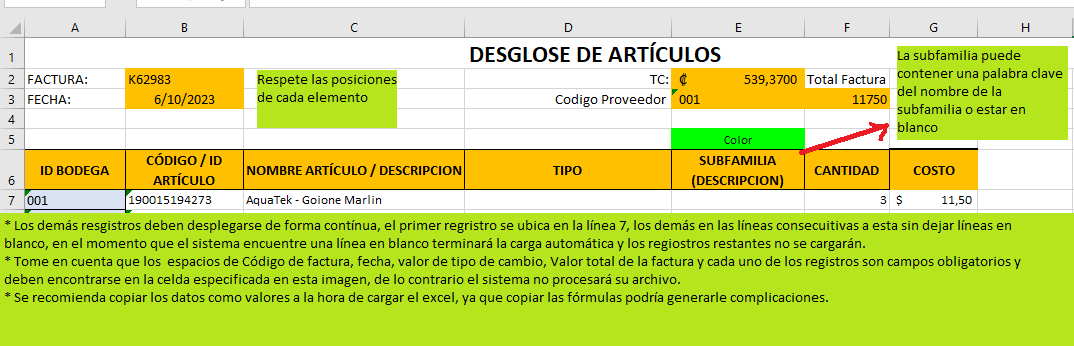 A B C D E F G H
1 DESGLOSE DE ARTÍCULOS
La subfamilia puede
contener una palabra clave
del nombre de la
subfamilia o estar en
blanco
2 FACTURA: K62983 TC: ₡ 539,3700 Total Factura
Respete las posiciones
de cada elemento
3 FECHA: 6/10/2023 Codigo Proveedor 001 11750
4
5 Color
6 ID BODEGA CÓDIGO / ID
ARTÍCULO NOMBRE ARTÍCULO / DESCRIPCION TIPO SUBFAMILIA
(DESCRIPCION) CANTIDAD COSTO
7 001 190015194273 AquaTek - Goione Marlin 3 $ 11,50
* Los demás resgistros deben desplegarse de forma contínua, el primer regristro se ubica en la línea 7, los demás en las líneas consecuitivas a esta sin dejar líneas en
blanco, en el momento que el sistema encuentre una línea en blanco terminará la carga automática y los regiostros restantes no se cargarán.
* Tome en cuenta que los espacios de Código de factura, fecha, valor de tipo de cambio, Valor total de la factura y cada uno de los registros son campos obligatorios y
deben encontrarse en la celda especificada en esta imagen, de lo contrario el sistema no procesará su archivo.
* Se recomienda copiar los datos como valores a la hora de cargar el excel, ya que copiar las fórmulas podría generarle complicaciones.